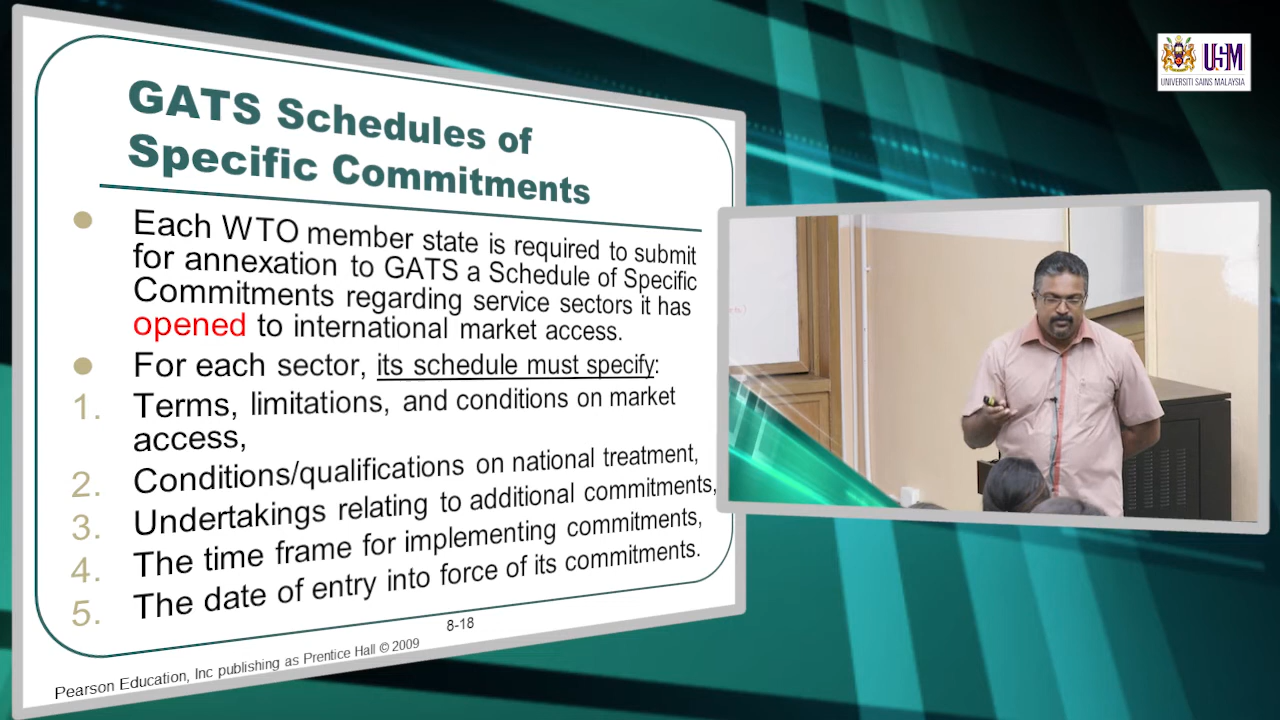 GATS Schedules of
Specific Commitments
Each WTO member state is required to submit
for annexation to GATS a Schedule of Specific
Commitments regarding service sectors it has
opened to international market access.
For each sector, its schedule must specify:
1. Terms, limitations, and conditions on market
access,
2. Conditions/qualifications on national treatment,
3. Undertakings relating to additional commitments,
4. The time frame for implementing commitments,
5. The date of entry into force of its commitments.
8-18
Pearson Education, Inc publishing as Prentice Hall © 2009
USM
UNIVERSITI SAINS MALAYSIA